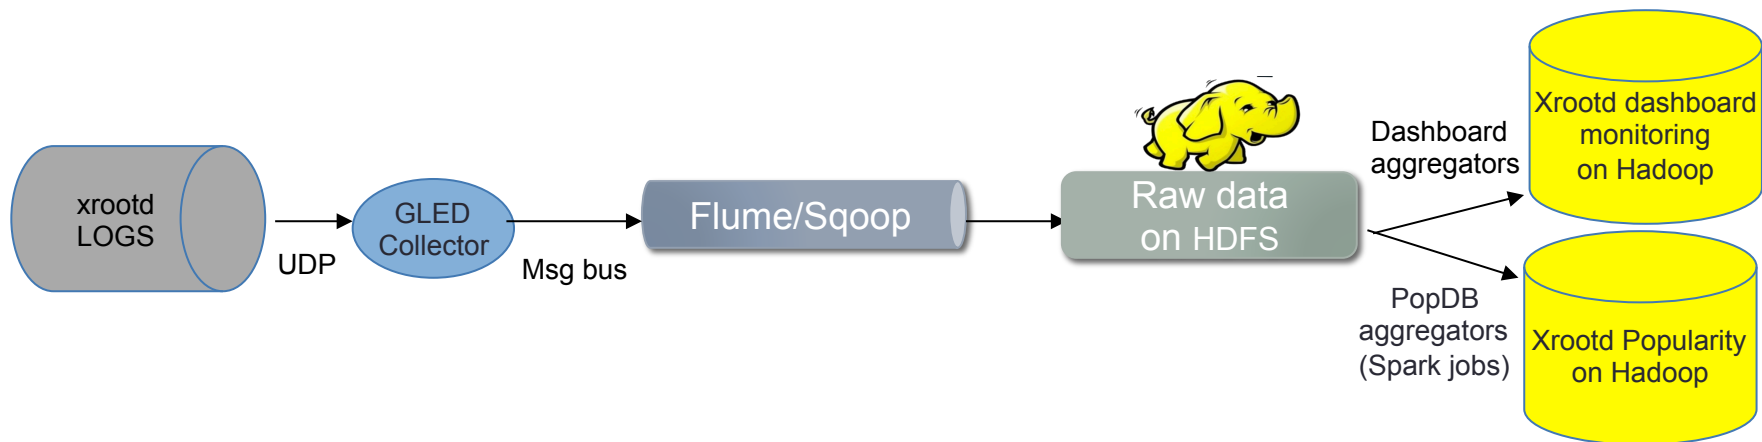 xrootd
LOGS
UDP
GLED
Collector
Msg bus
Flume/Sqoop
Raw data
on HDFS
Dashboard
aggregators
PopDB
aggregators
(Spark jobs)
Xrootd dashboard
monitoring
on Hadoop
Xrootd Popularity
on Hadoop